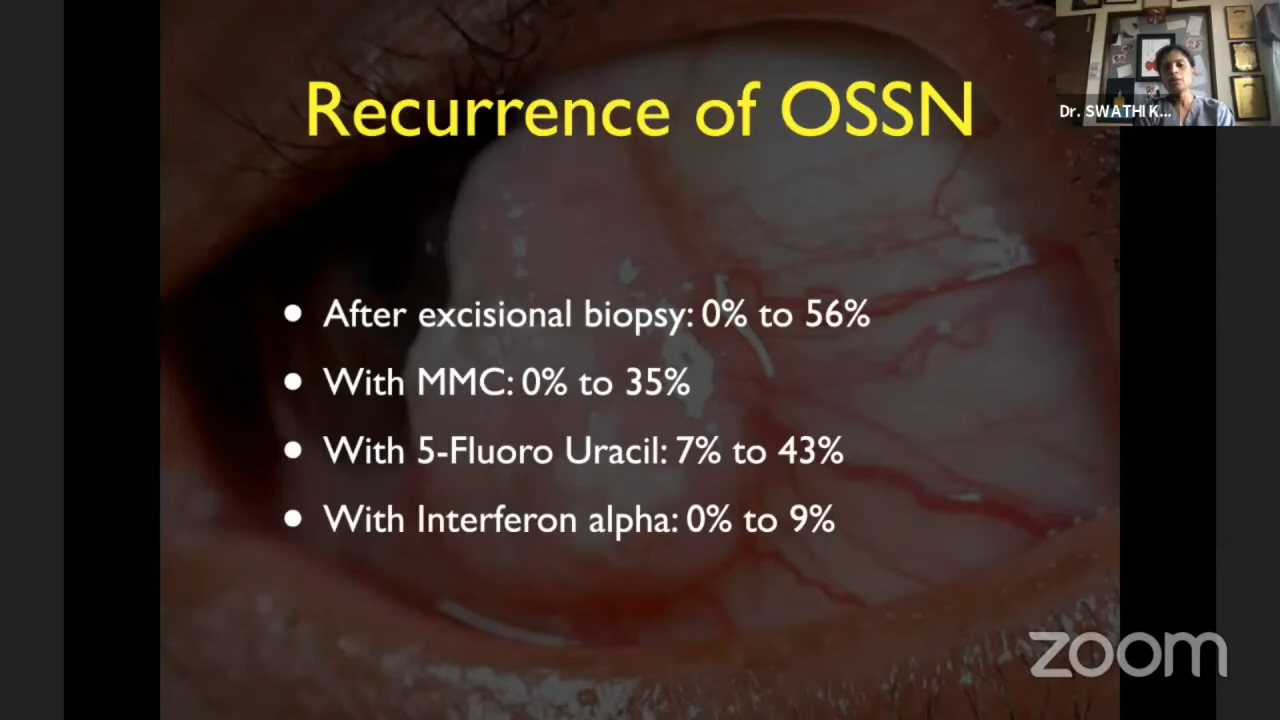 Recurrence of OSSN
Dr. SWATHI K...
• After excisional biopsy: 0% to 56%
• With MMC: 0% to 35%
• With 5-Fluoro Uracil: 7% to 43%
• With Interferon alpha: 0% to 9%
zoom